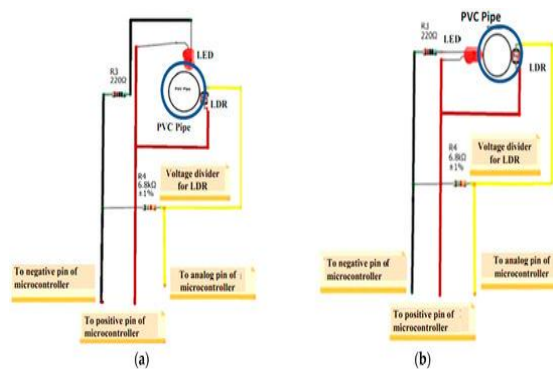 R3
220Ω
LED
PVC Pipe
LDR
PVC Pipe
R4
6.8kΩ
±1%
Voltage divider
for LDR
To negative pin of
microcontroller
To analog pin of :
microcontroller
To positive pin of
microcontroller
(a)
PVC Pipe
R3
220Ω
LED
LDR
Voltage divider
for LDR
R4
6.8kΩ
±1%
To negative pin of
microcontroller
To analog pin of
microcontroller
To positive pin of
microcontroller
(b)